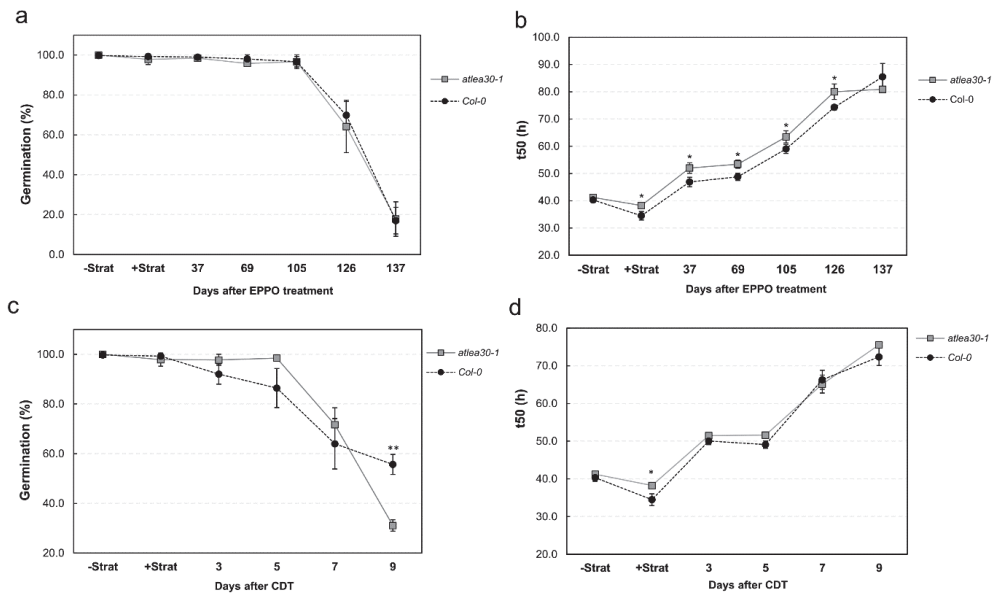 a
100.0
80.0
60.0
40.0
20.0
0.0
Germination (%)
-Strat +Strat 37 69 105 126 137
Days after EPPO treatment
atlea30-1
Col-0
b
100.0
90.0
80.0
70.0
60.0
50.0
40.0
30.0
20.0
t50 (h)
* * * * *
-Strat +Strat 37 69 105 126 137
Days after EPPO treatment
atlea30-1
Col-0
c
100.0
80.0
60.0
40.0
20.0
Germination (%)
**
-Strat +Strat 3 5 7 9
Days after CDT
atlea30-1
Col-0
d
80.0
70.0
60.0
50.0
40.0
30.0
20.0
t50 (h)
*
-Strat +Strat 3 5 7 9
Days after CDT
atlea30-1
Col-0